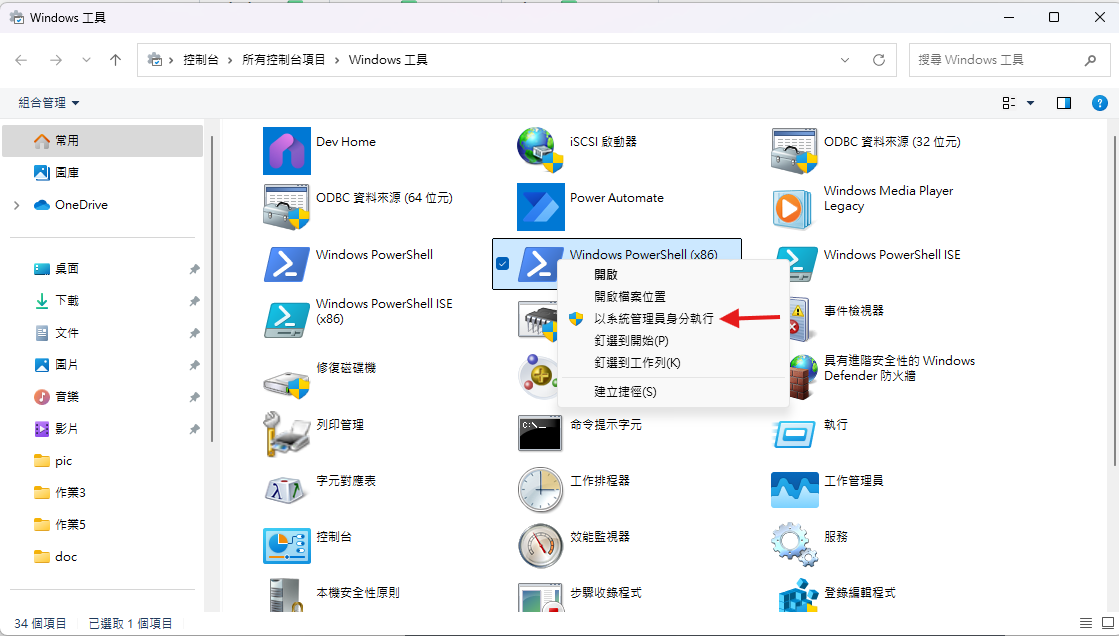 Windows 工具
控制台 > 所有控制台項目 > Windows 工具
搜尋 Windows 工具
組合管理
常用
圖庫
OneDrive
桌面
下載
文件
圖片
音樂
影片
pic
作業3
作業5
doc
Dev Home
iSCSI 啟動器
ODBC 資料來源 (32 位元)
ODBC 資料來源 (64 位元)
Power Automate
Windows Media Player
Legacy
Windows PowerShell
Windows PowerShell (x86)
Windows PowerShell ISE
Windows PowerShell ISE
(x86)
事件檢視器
修復磁碟機
具有進階安全性的 Windows
Defender 防火牆
列印管理
命令提示字元
執行
字元對應表
工作排程器
工作管理員
控制台
效能監視器
服務
本機安全性原則
步驟收錄程式
登錄編輯程式
開啟
開啟檔案位置
以系統管理員身分執行
釘選到開始(P)
釘選到工作列(K)
建立捷徑(S)
34 個項目
已選取 1 個項目